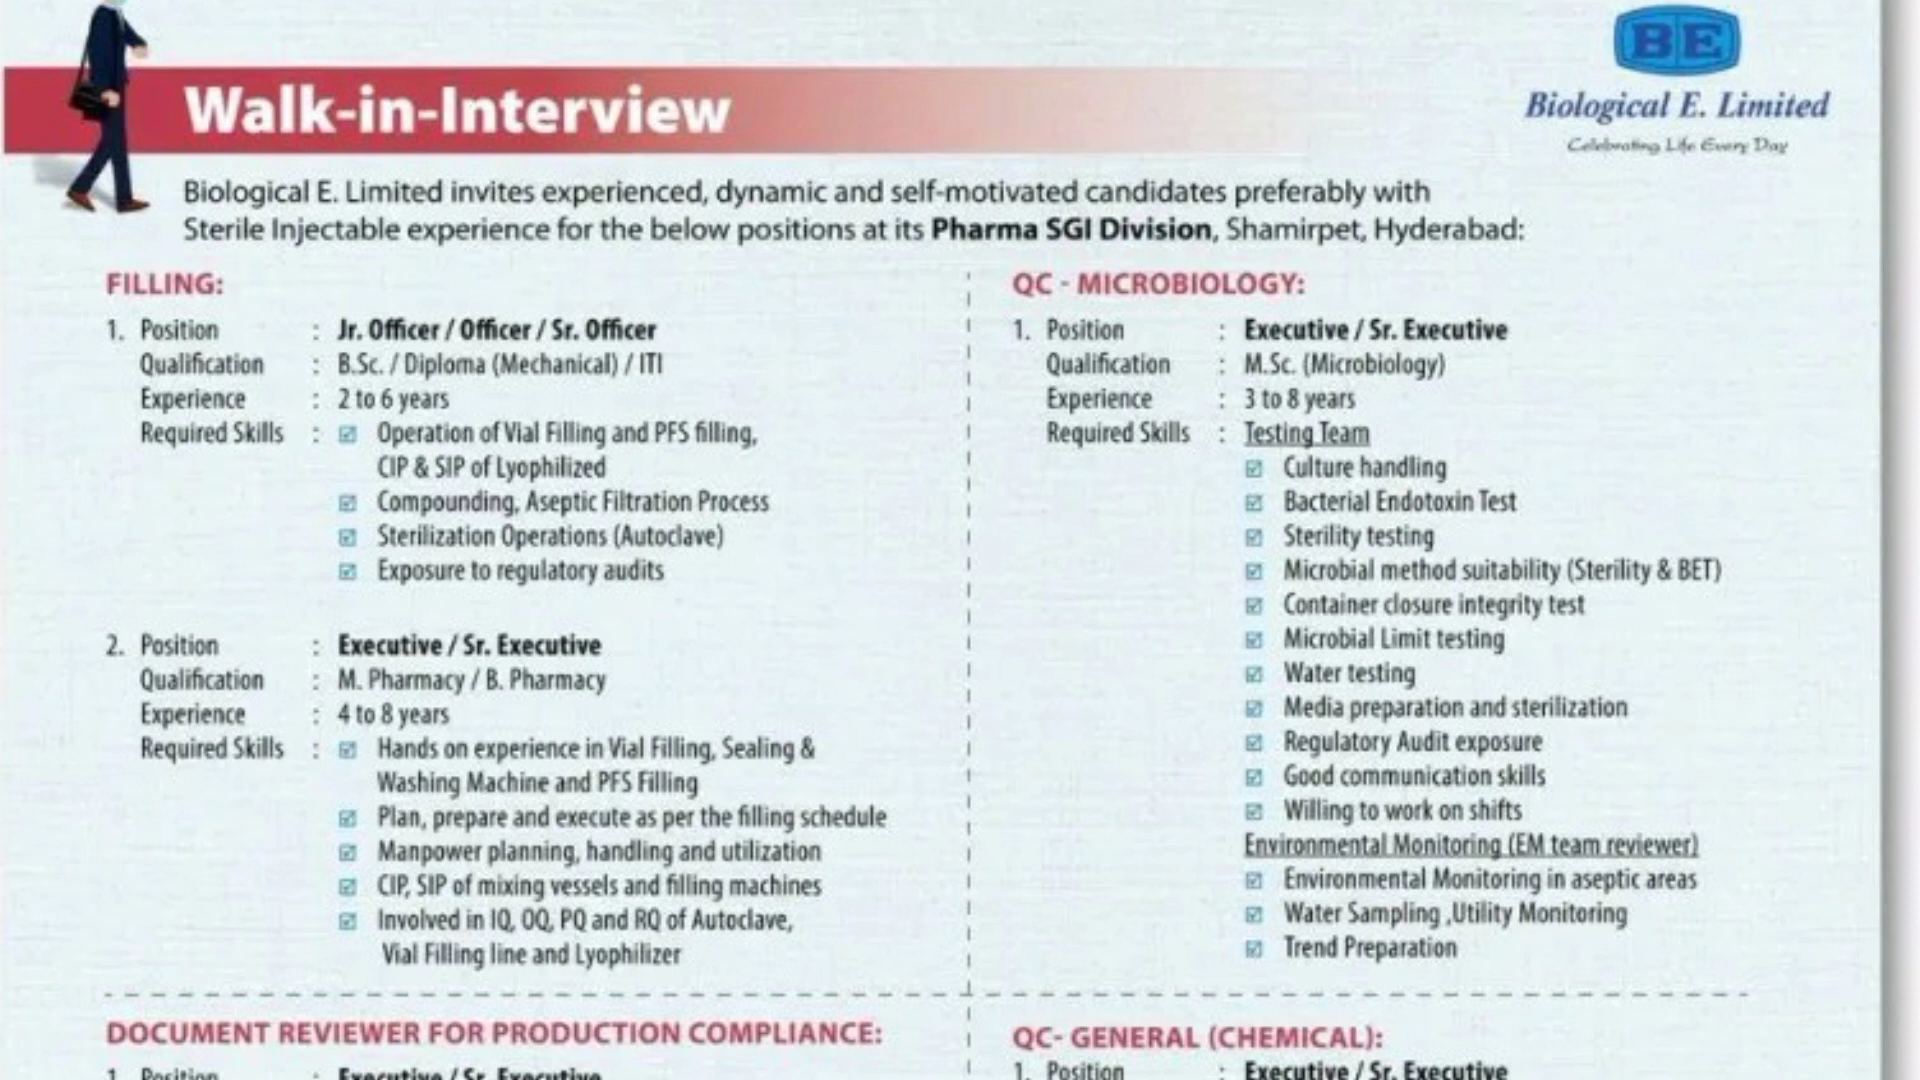 BE
Biological E. Limited
Celebrating Life Every Day
Walk-in-Interview
Biological E. Limited invites experienced, dynamic and self-motivated candidates preferably with
Sterile Injectable experience for the below positions at its Pharma SGI Division, Shamirpet, Hyderabad:
FILLING:
1. Position : Jr. Officer / Officer / Sr. Officer
Qualification : B.Sc. / Diploma (Mechanical) / ITI
Experience : 2 to 6 years
Required Skills : ☑ Operation of Vial Filling and PFS filling,
CIP & SIP of Lyophilized
☑ Compounding, Aseptic Filtration Process
☑ Sterilization Operations (Autoclave)
☑ Exposure to regulatory audits
2. Position : Executive / Sr. Executive
Qualification : M. Pharmacy / B. Pharmacy
Experience : 4 to 8 years
Required Skills : ☑ Hands on experience in Vial Filling, Sealing &
Washing Machine and PFS Filling
☑ Plan, prepare and execute as per the filling schedule
☑ Manpower planning, handling and utilization
☑ CIP, SIP of mixing vessels and filling machines
☑ Involved in IQ, OQ, PQ and RQ of Autoclave,
Vial Filling line and Lyophilizer
QC - MICROBIOLOGY:
1. Position : Executive / Sr. Executive
Qualification : M.Sc. (Microbiology)
Experience : 3 to 8 years
Required Skills : Testing Team
☑ Culture handling
☑ Bacterial Endotoxin Test
☑ Sterility testing
☑ Microbial method suitability (Sterility & BET)
☑ Container closure integrity test
☑ Microbial Limit testing
☑ Water testing
☑ Media preparation and sterilization
☑ Regulatory Audit exposure
☑ Good communication skills
☑ Willing to work on shifts
Environmental Monitoring (EM team reviewer)
☑ Environmental Monitoring in aseptic areas
☑ Water Sampling ,Utility Monitoring
☑ Trend Preparation
DOCUMENT REVIEWER FOR PRODUCTION COMPLIANCE:
1. Position : Executive / Sr. Executive
QC- GENERAL (CHEMICAL):
1. Position : Executive / Sr. Executive